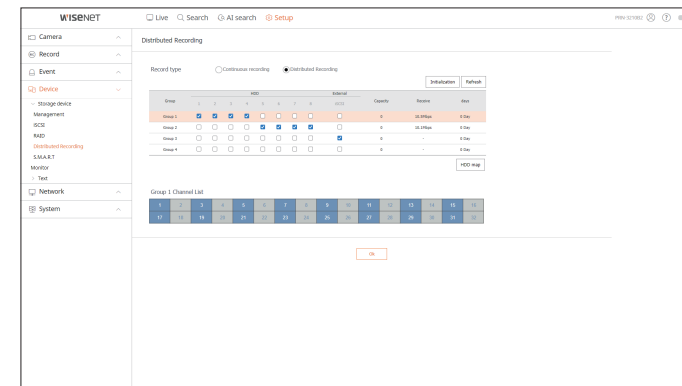 WISENET
Live Search AI search Setup
PRN-3210B2
Camera
Distributed Recording
Record
Record type Continuous recording Distributed Recording
Event
Initialization Refresh
Device
HDD External
Group 1 2 3 4 5 6 7 8 iSCSI Capacity Receive days
Storage device
Management
Group 1 0 0 Day
iSCSI
Group 2 0 0 Day
RAID
Group 3 0 - 0 Day
Distributed Recording
Group 4 0 - 0 Day
S.M.A.R.T
HDD map
Monitor
Text
Network
Group 1 Channel List
1 2 3 4 5 6 7 8 9 10 11 12 13 14 15 16
System
17 18 19 20 21 22 23 24 25 26 27 28 29 30 31 32
Ok